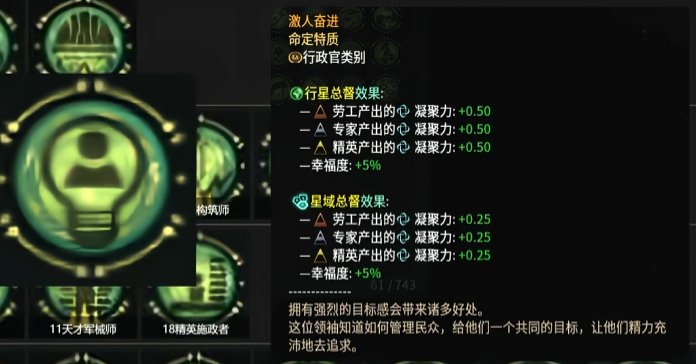 激人奋进
命定特质
行政官类别
行星总督效果:
— 劳工产出的 凝聚力: +0.50
— 专家产出的 凝聚力: +0.50
— 精英产出的 凝聚力: +0.50
—幸福度: +5%
星域总督效果:
— 劳工产出的 凝聚力: +0.25
— 专家产出的 凝聚力: +0.25
— 精英产出的 凝聚力: +0.25
—幸福度: +5%
61 / 743
--------------
拥有强烈的目标感会带来诸多好处。
这位领袖知道如何管理民众，给他们一个共同的目标，让他们精力充
沛地去追求。
构筑师
11天才军械师
18精英施政者